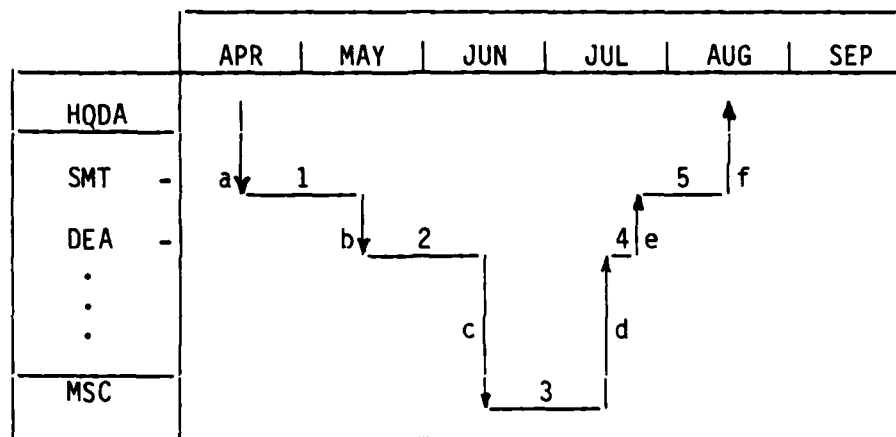 APR | MAY | JUN | JUL | AUG | SEP
HQDA
SMT - a 1 5 f
DEA - b 2 4 e
c d
MSC 3